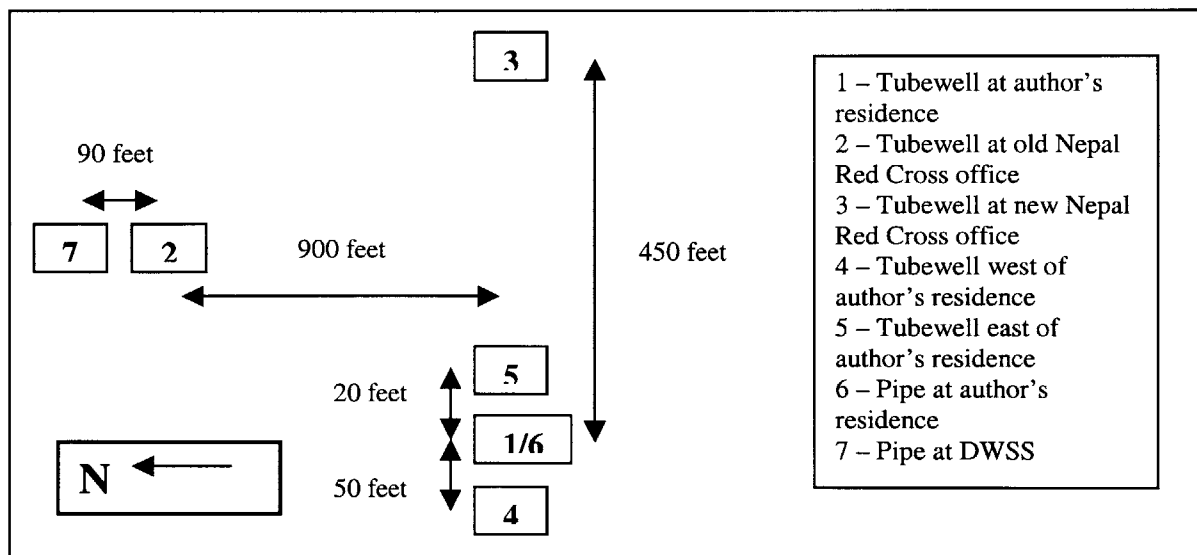 3
90 feet
7
2
900 feet
450 feet
5
20 feet
1/6
N
50 feet
4
1 – Tubewell at author's
residence
2 – Tubewell at old Nepal
Red Cross office
3 – Tubewell at new Nepal
Red Cross office
4 – Tubewell west of
author's residence
5 – Tubewell east of
author's residence
6 – Pipe at author's
residence
7 – Pipe at DWSS